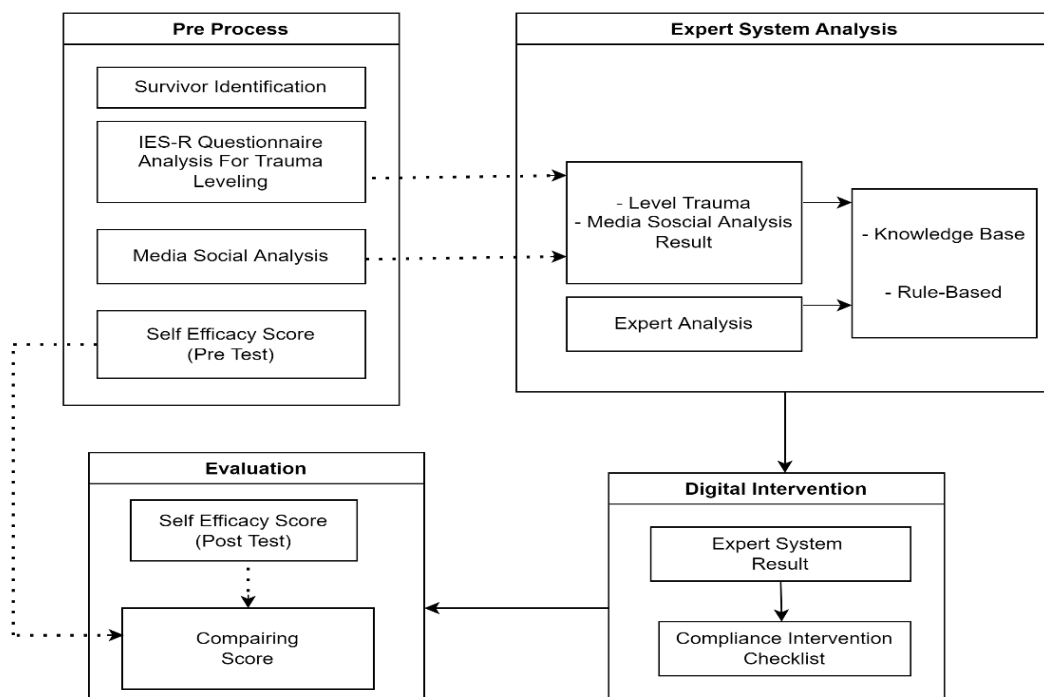 Pre Process
Survivor Identification
IES-R Questionnaire
Analysis For Trauma
Leveling
Media Social Analysis
Self Efficacy Score
(Pre Test)
Expert System Analysis
- Level Trauma
- Media Soscial Analysis
Result
Expert Analysis
- Knowledge Base
- Rule-Based
Evaluation
Self Efficacy Score
(Post Test)
Compairing
Score
Digital Intervention
Expert System
Result
Compliance Intervention
Checklist